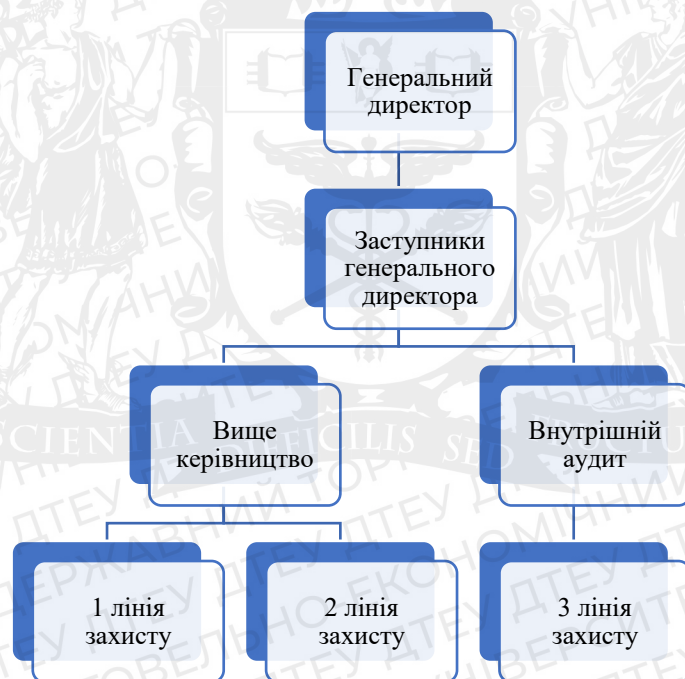 Генеральний
директор
Заступники
генерального
директора
Вище
керівництво
Внутрішній
аудит
1 лінія
захисту
2 лінія
захисту
3 лінія
захисту